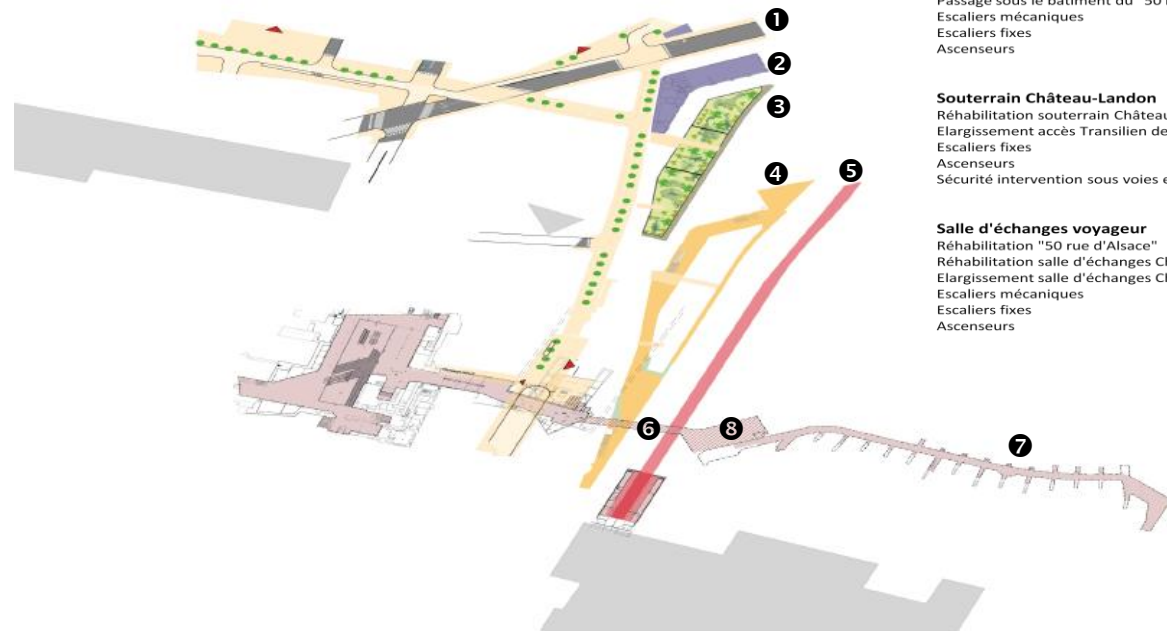 Passage sous le bâtiment du "50
Escaliers mécaniques
Escaliers fixes
Ascenseurs
Souterrain Château-Landon
Réhabilitation souterrain Château
Elargissement accès Transilien de
Escaliers fixes
Ascenseurs
Sécurité intervention sous voies e
Salle d'échanges voyageur
Réhabilitation "50 rue d'Alsace"
Réhabilitation salle d'échanges Ch
Elargissement salle d'échanges Ch
Escaliers mécaniques
Escaliers fixes
Ascenseurs
1
2
3
4
5
6
8
7